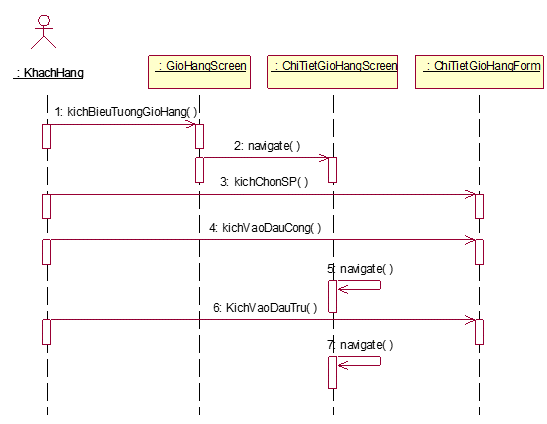 : KhachHang
: GioHangScreen
: ChiTietGioHangScreen
: ChiTietGioHangForm
1: kichBieuTuongGioHang( )
2: navigate( )
3: kichChonSP( )
4: kichVaoDauCong( )
5: navigate( )
6: KichVaoDauTru( )
7: navigate( )